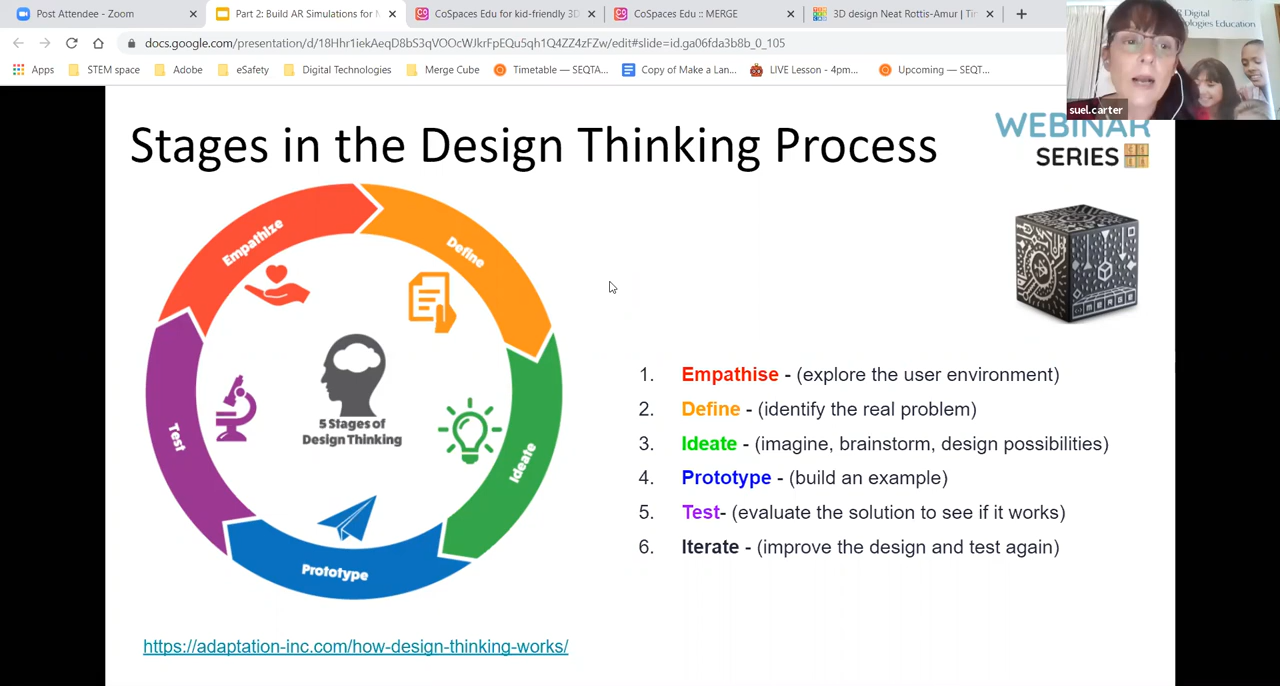 Post Attendee - Zoom
Part 2: Build AR Simulations for M
CoSpaces Edu for kid-friendly 3D
CoSpaces Edu :: MERGE
3D design Neat Rottis-Amur | Tin
docs.google.com/presentation/d/18Hhr1iekAeqD8bS3qVOOcWJkrFpEQu5qh1Q4ZZ4zFZw/edit#slide=id.ga06fda3b8b_0_105
Apps
STEM space
Adobe
eSafety
Digital Technologies
Merge Cube
Timetable — SEQTA...
Copy of Make a Lan...
LIVE Lesson - 4pm...
Upcoming — SEQT...
R Digital
nologies Education
suel.carter
WEBINAR
SERIES
Stages in the Design Thinking Process
Empathize
Define
Ideate
Prototype
Test
5 Stages of
Design Thinking
MERGE
1. Empathise - (explore the user environment)
2. Define - (identify the real problem)
3. Ideate - (imagine, brainstorm, design possibilities)
4. Prototype - (build an example)
5. Test- (evaluate the solution to see if it works)
6. Iterate - (improve the design and test again)
https://adaptation-inc.com/how-design-thinking-works/